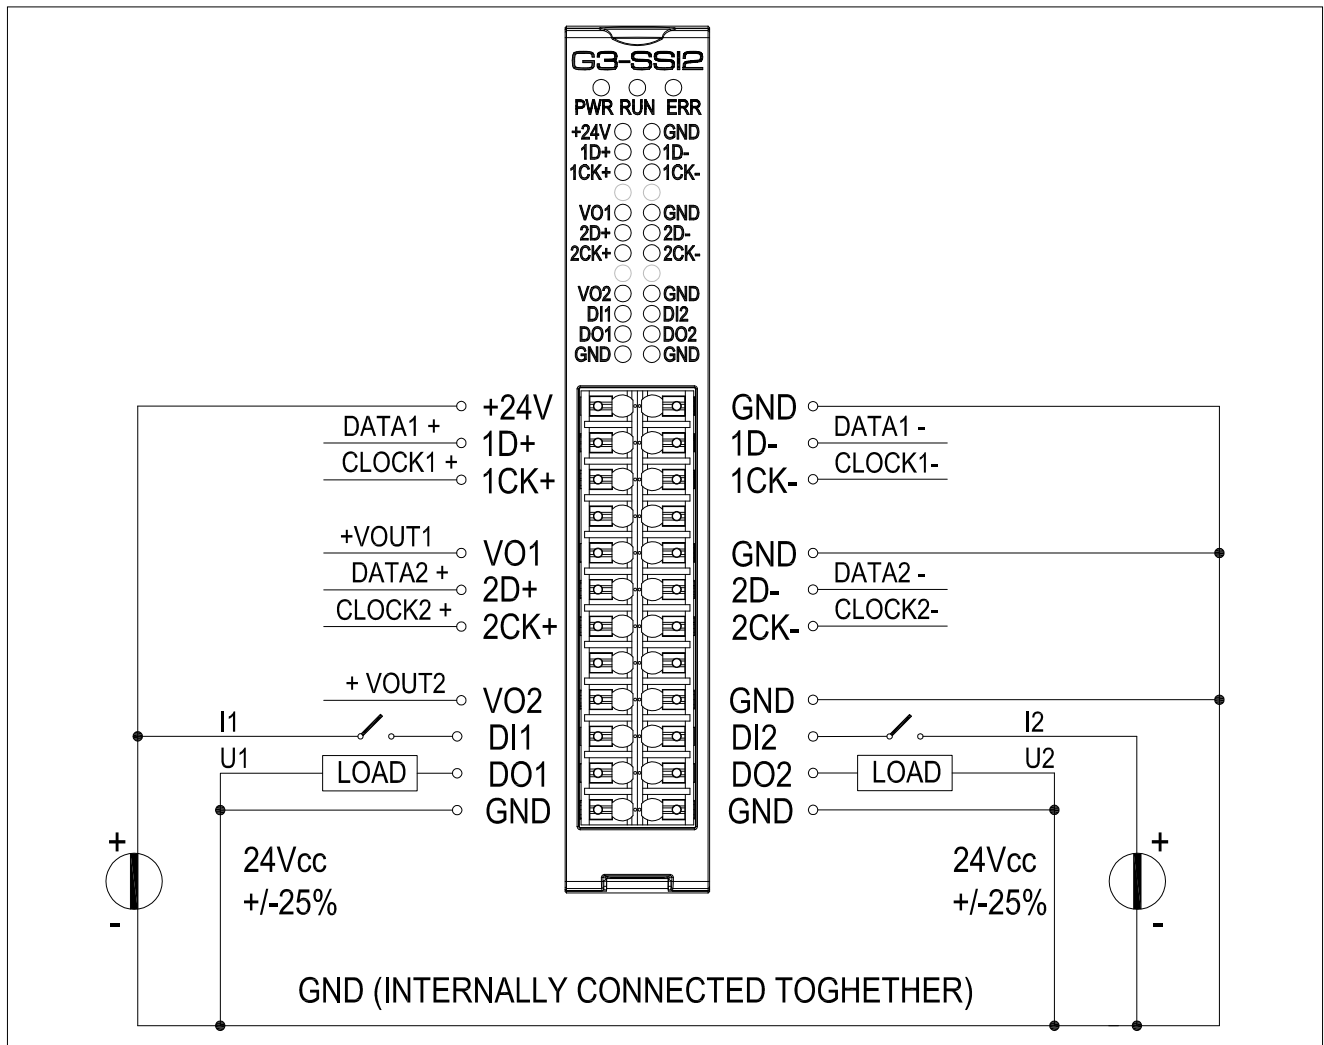 G3-SSI2
PWR RUN ERR
+24V GND
1D+ 1D-
1CK+ 1CK-
VO1 GND
2D+ 2D-
2CK+ 2CK-
VO2 GND
DI1 DI2
DO1 DO2
GND GND
+24V GND
DATA1 + 1D+ 1D- DATA1 -
CLOCK1 + 1CK+ 1CK- CLOCK1-
+VOUT1 VO1 GND
DATA2 + 2D+ 2D- DATA2 -
CLOCK2 + 2CK+ 2CK- CLOCK2-
+ VOUT2 VO2 GND
I1 DI1 DI2 I2
U1 LOAD DO1 DO2 LOAD U2
GND GND
+ 24Vcc 24Vcc +
+/-25% +/-25%
- -
GND (INTERNALLY CONNECTED TOGHETHER)